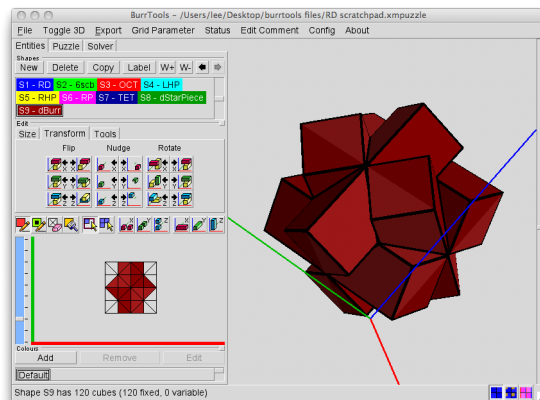 BurrTools - /Users/lee/Desktop/burrtools files/RD scratchpad.xmpuzzle
File Toggle 3D Export Grid Parameter Status Edit Comment Config About
Entities Puzzle Solver
Shapes
New Delete Copy Label W+ W-
S1 - RD S2 - 6scb S3 - OCT S4 - LHP
S5 - RHP S6 - RP S7 - TET S8 - dStarPiece
S9 - dBurr
Edit
Size Transform Tools
Flip Nudge Rotate
X X X
Y Y Y
Z Z Z
Colours
Add Remove Edit
Default
Shape S9 has 120 cubes (120 fixed, 0 variable)